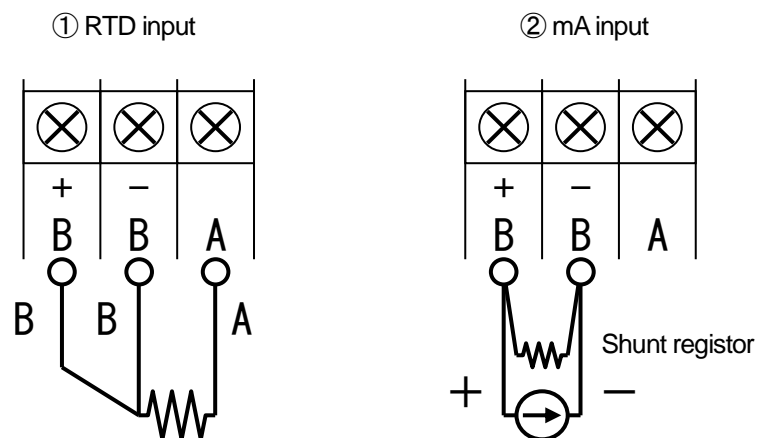 ① RTD input
② mA input
+ −
+ −
B B A
B B A
B B A
Shunt registor
+ −